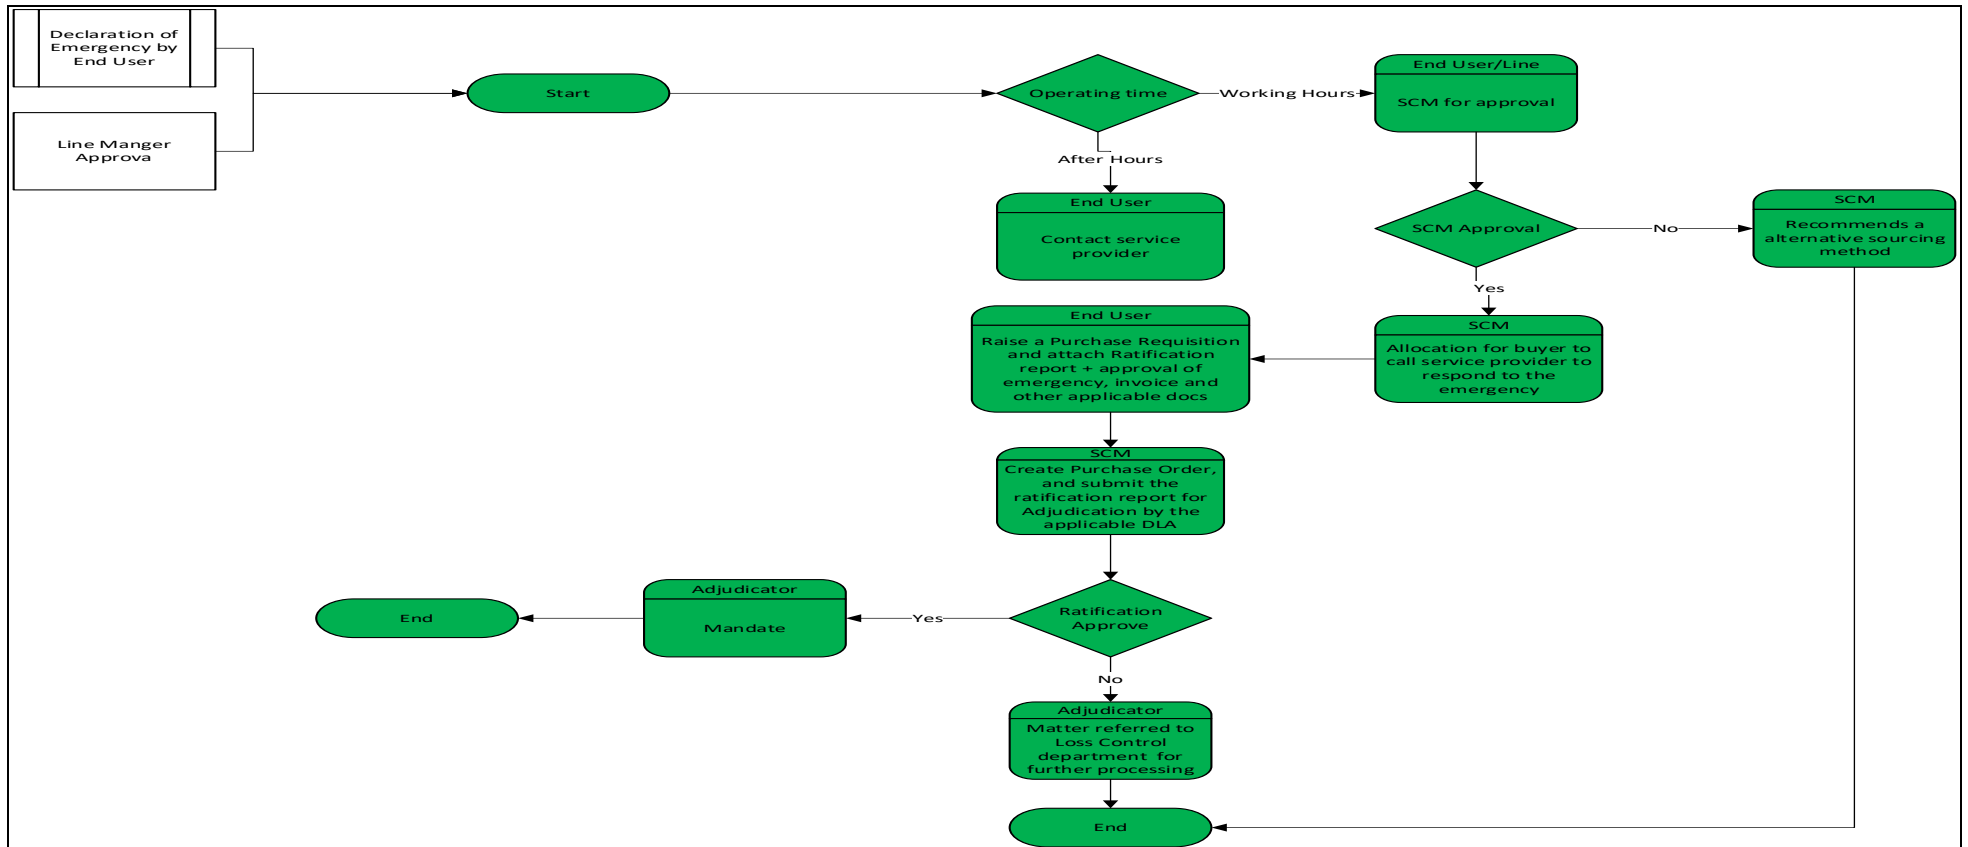 Declaration of
Emergency by
End User
Line Manger
Approva
Start
Operating time
Working Hours
End User/Line
SCM for approval
After Hours
End User
Contact service
provider
SCM Approval
No
SCM
Recommends a
alternative sourcing
method
Yes
SCM
Allocation for buyer to
call service provider to
respond to the
emergency
End User
Raise a Purchase Requisition
and attach Ratification
report + approval of
emergency, invoice and
other applicable docs
SCM
Create Purchase Order,
and submit the
ratification report for
Adjudication by the
applicable DLA
Ratification
Approve
Yes
Adjudicator
Mandate
End
No
Adjudicator
Matter referred to
Loss Control
department for
further processing
End